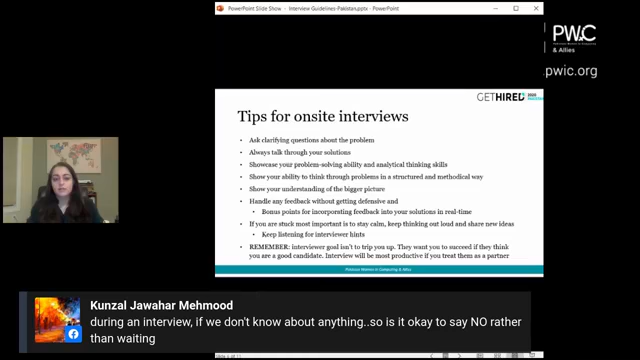 PowerPoint Slide Show - Interview Guidelines-Pakistan.pptx - PowerPoint
PWiC
& Allies
.pwic.org
GETHIRED 2020
Tips for onsite interviews
• Ask clarifying questions about the problem
• Always talk through your solutions
• Showcase your problem-solving ability and analytical thinking skills
• Show your ability to think through problems in a structured and methodical way
• Show your understanding of the bigger picture
• Handle any feedback without getting defensive and
• Bonus points for incorporating feedback into your solutions in real-time
• If you are stuck most important is to stay calm, keep thinking out loud and share new ideas
• Keep listening for interviewer hints
• REMEMBER: interviewer goal isn't to trip you up. They want you to succeed if they think
you are a good candidate. Interview will be most productive if you treat them as a partner
Pakistani Women in Computing
Kunzal Jawahar Mehmood
during an interview, if we don't know about anything..so is it okay to say NO rather
than waiting